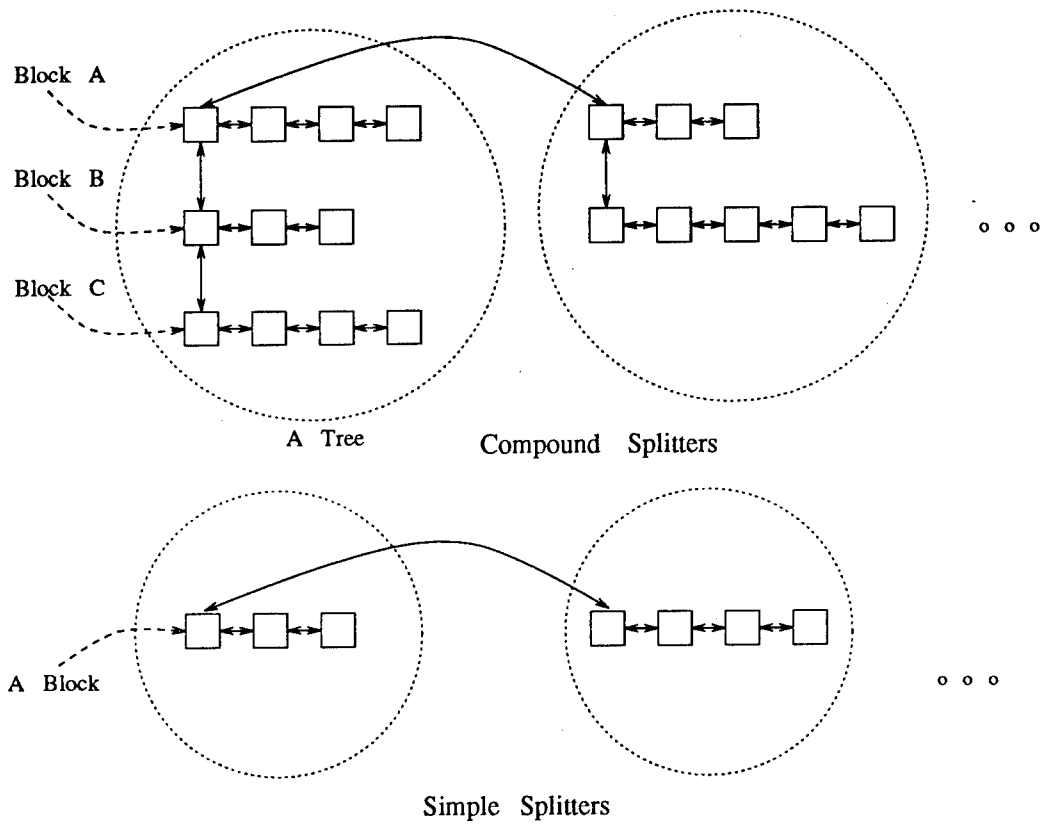 Block A
Block B
Block C
o o o
A Tree
Compound Splitters
A Block
o o o
Simple Splitters